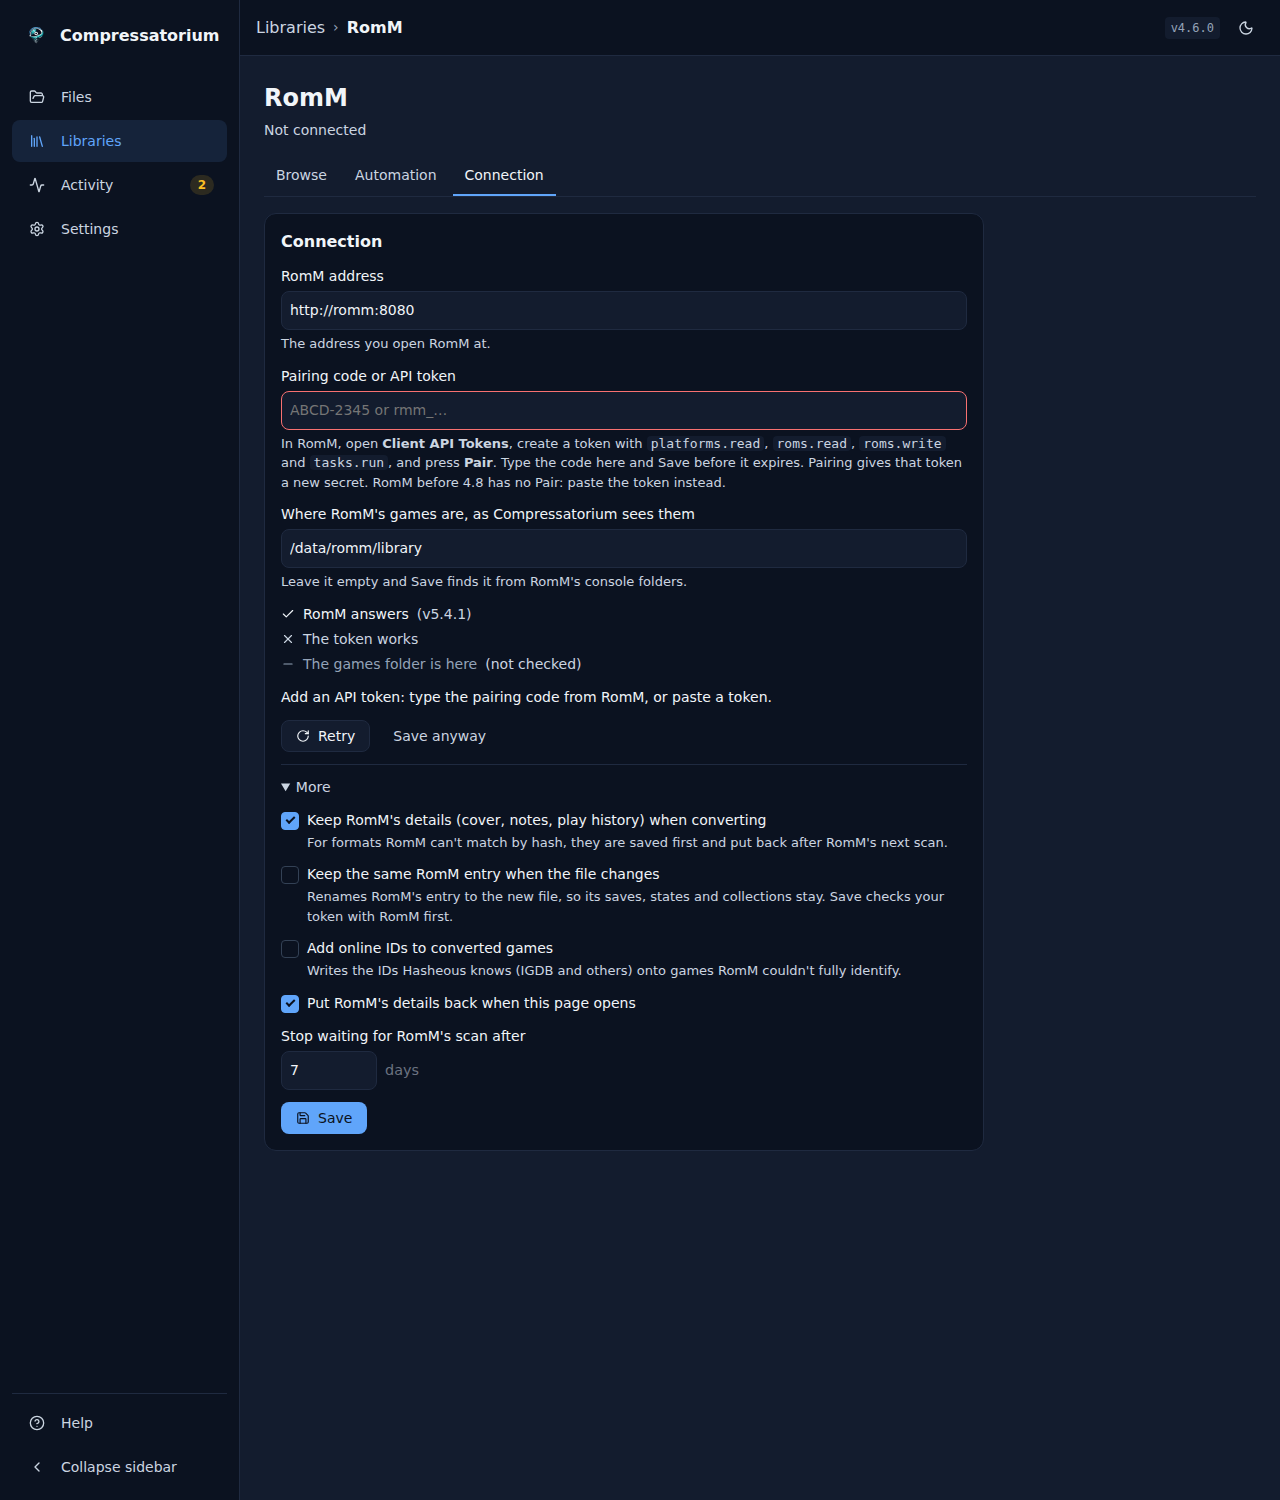 Compressatorium
Libraries › RomM
v4.6.0
Files
Libraries
Activity 2
Settings
RomM
Not connected
Browse Automation Connection
Connection
RomM address
http://romm:8080
The address you open RomM at.
Pairing code or API token
ABCD-2345 or rmm_...
In RomM, open Client API Tokens, create a token with platforms.read, roms.read, roms.write
and tasks.run, and press Pair. Type the code here and Save before it expires. Pairing gives that token
a new secret. RomM before 4.8 has no Pair: paste the token instead.
Where RomM's games are, as Compressatorium sees them
/data/romm/library
Leave it empty and Save finds it from RomM's console folders.
RomM answers (v5.4.1)
The token works
The games folder is here (not checked)
Add an API token: type the pairing code from RomM, or paste a token.
Retry Save anyway
▼ More
Keep RomM's details (cover, notes, play history) when converting
For formats RomM can't match by hash, they are saved first and put back after RomM's next scan.
Keep the same RomM entry when the file changes
Renames RomM's entry to the new file, so its saves, states and collections stay. Save checks your
token with RomM first.
Add online IDs to converted games
Writes the IDs Hasheous knows (IGDB and others) onto games RomM couldn't fully identify.
Put RomM's details back when this page opens
Stop waiting for RomM's scan after
7 days
Save
Help
Collapse sidebar